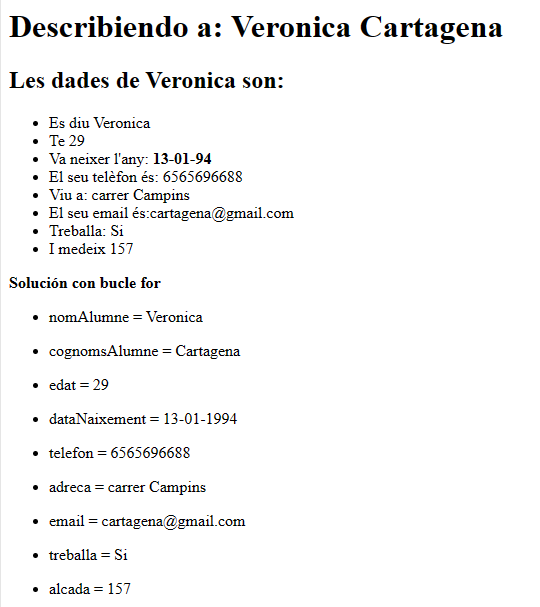 Describiendo a: Veronica Cartagena
Les dades de Veronica son:
Es diu Veronica
Te 29
Va neixer l'any: 13-01-94
El seu telèfon és: 6565696688
Viu a: carrer Campins
El seu email és:cartagena@gmail.com
Treballa: Si
I medeix 157
Solución con bucle for
nomAlumne = Veronica
cognomsAlumne = Cartagena
edat = 29
dataNaixement = 13-01-1994
telefon = 6565696688
adreca = carrer Campins
email = cartagena@gmail.com
treballa = Si
alcada = 157